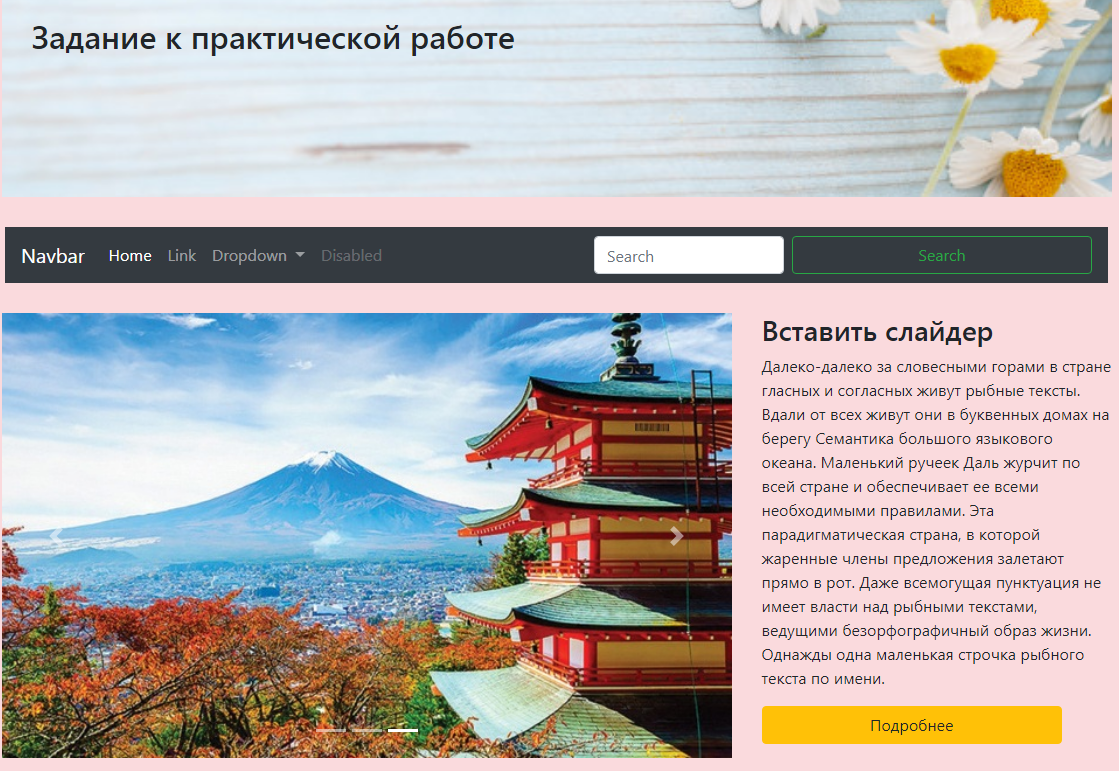 Задание к практической работе
Navbar Home Link Dropdown Disabled Search Search
Вставить слайдер
Далеко-далеко за словесными горами в стране
гласных и согласных живут рыбные тексты.
Вдали от всех живут они в буквенных домах на
берегу Семантика большого языкового
океана. Маленький ручеек Даль журчит по
всей стране и обеспечивает ее всеми
необходимыми правилами. Эта
парадигматическая страна, в которой
жаренные члены предложения залетают
прямо в рот. Даже всемогущая пунктуация не
имеет власти над рыбными текстами,
ведущими безорфографичный образ жизни.
Однажды одна маленькая строчка рыбного
текста по имени.
Подробнее